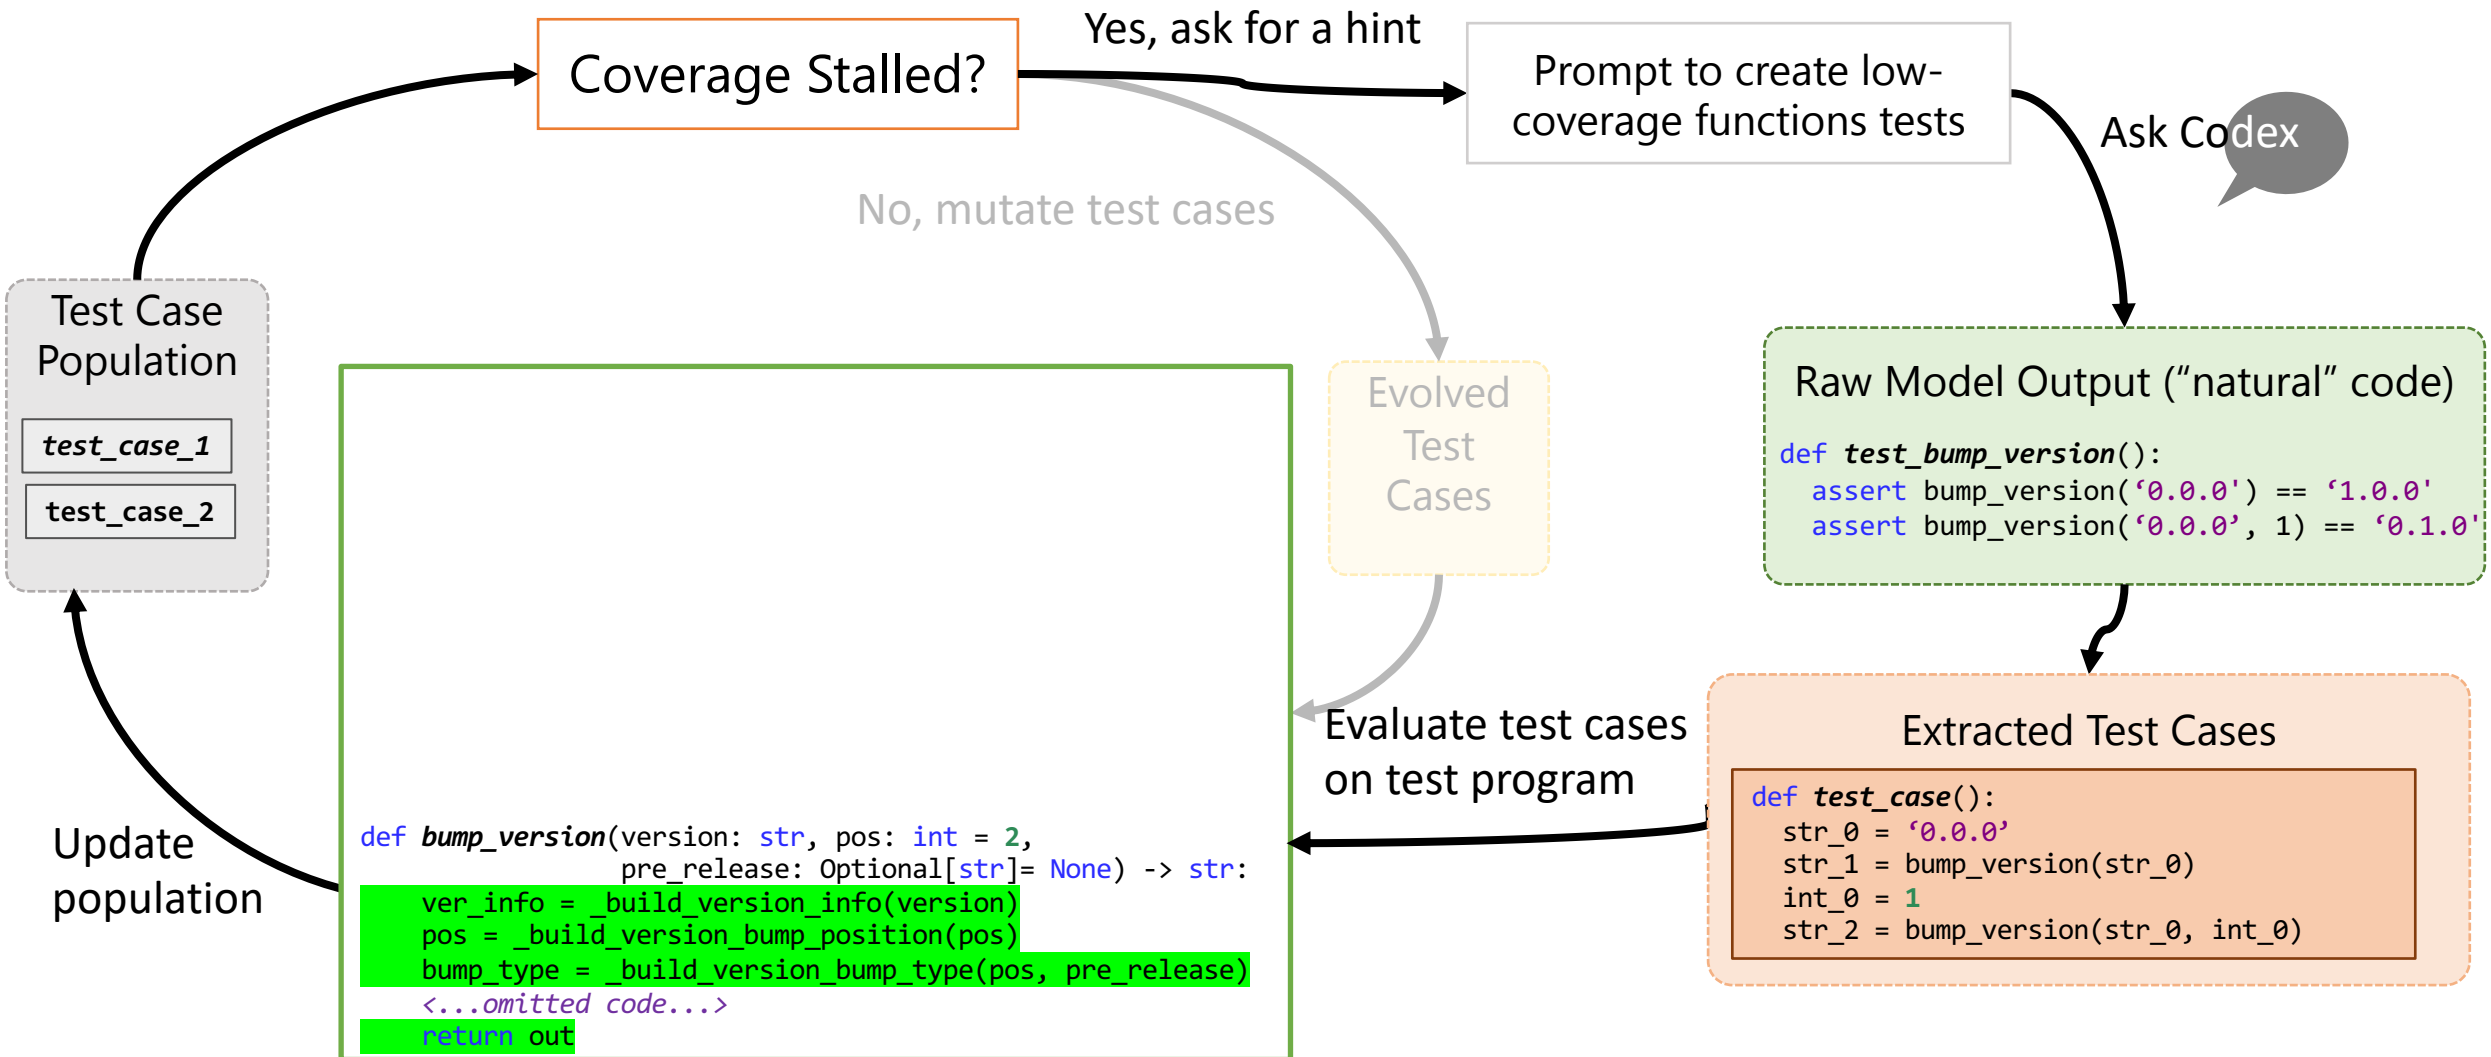 Yes, ask for a hint
Coverage Stalled?
Prompt to create low-
coverage functions tests
Ask Codex
No, mutate test cases
Test Case
Population
test_case_1
test_case_2
Evolved
Test
Cases
Raw Model Output (“natural” code)
def test_bump_version():
  assert bump_version(‘0.0.0') == ‘1.0.0'
  assert bump_version(‘0.0.0’, 1) == ‘0.1.0'
Evaluate test cases
on test program
Extracted Test Cases
def test_case():
  str_0 = ‘0.0.0’
  str_1 = bump_version(str_0)
  int_0 = 1
  str_2 = bump_version(str_0, int_0)
Update
population
def bump_version(version: str, pos: int = 2,
                 pre_release: Optional[str]= None) -> str:
    ver_info = _build_version_info(version)
    pos = _build_version_bump_position(pos)
    bump_type = _build_version_bump_type(pos, pre_release)
    <...omitted code...>
    return out